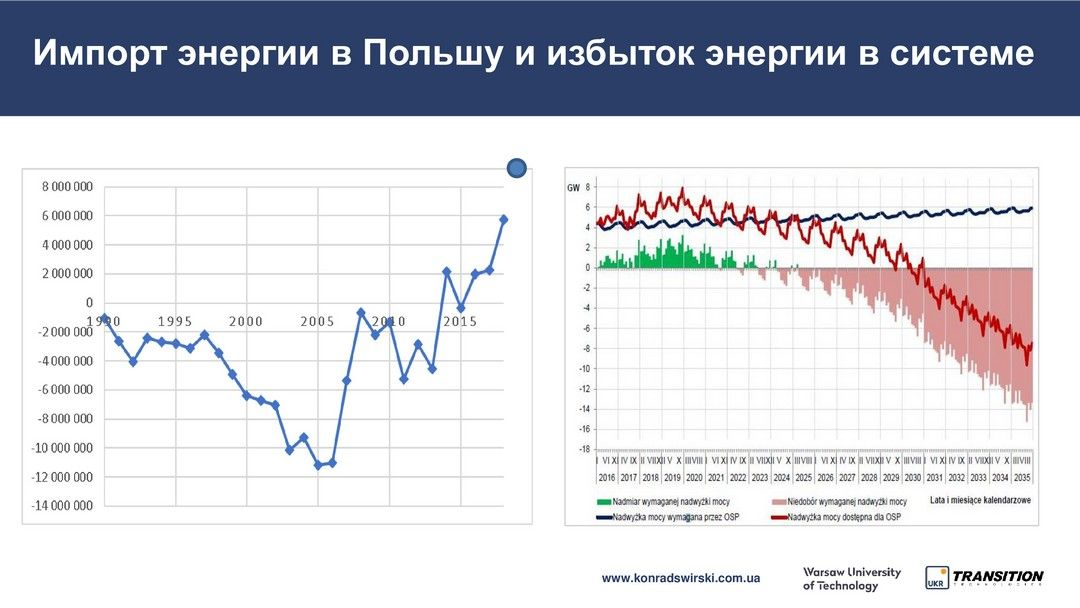 Импорт энергии в Польшу и избыток энергии в системе
8 000 000
6 000 000
4 000 000
2 000 000
0
-2 000 000
-4 000 000
-6 000 000
-8 000 000
-10 000 000
-12 000 000
-14 000 000
1990 1995 2000 2005 2010 2015
GW
8
6
4
2
0
-2
-4
-6
-8
-10
-12
-14
-16
-18
2016 2017 2018 2019 2020 2021 2022 2023 2024 2025 2026 2027 2028 2029 2030 2031 2032 2033 2034 2035
Nadmiar wymaganej nadwyżki mocy Niedobór wymaganej nadwyżki mocy Lata i miesiące kalendarzowe
Nadwyżka mocy wymagana przez OSP Nadwyżka mocy dostępna dla OSP
www.konradswirski.com.ua
Warsaw University
of Technology
UKR TRANSITION
TECHNOLOGIES